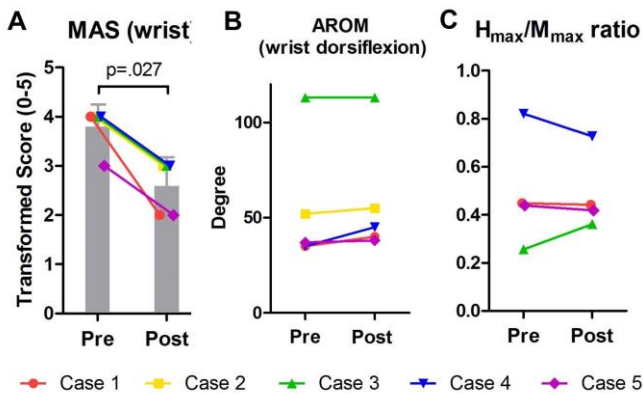 A
MAS (wrist)
p=.027
Transformed Score (0-5)
5
4
3
2
1
0
Pre
Post
B
AROM
(wrist dorsiflexion)
Degree
100
50
0
Pre
Post
C
Hmax/Mmax ratio
1.0
0.8
0.6
0.4
0.2
0.0
Pre
Post
Case 1
Case 2
Case 3
Case 4
Case 5